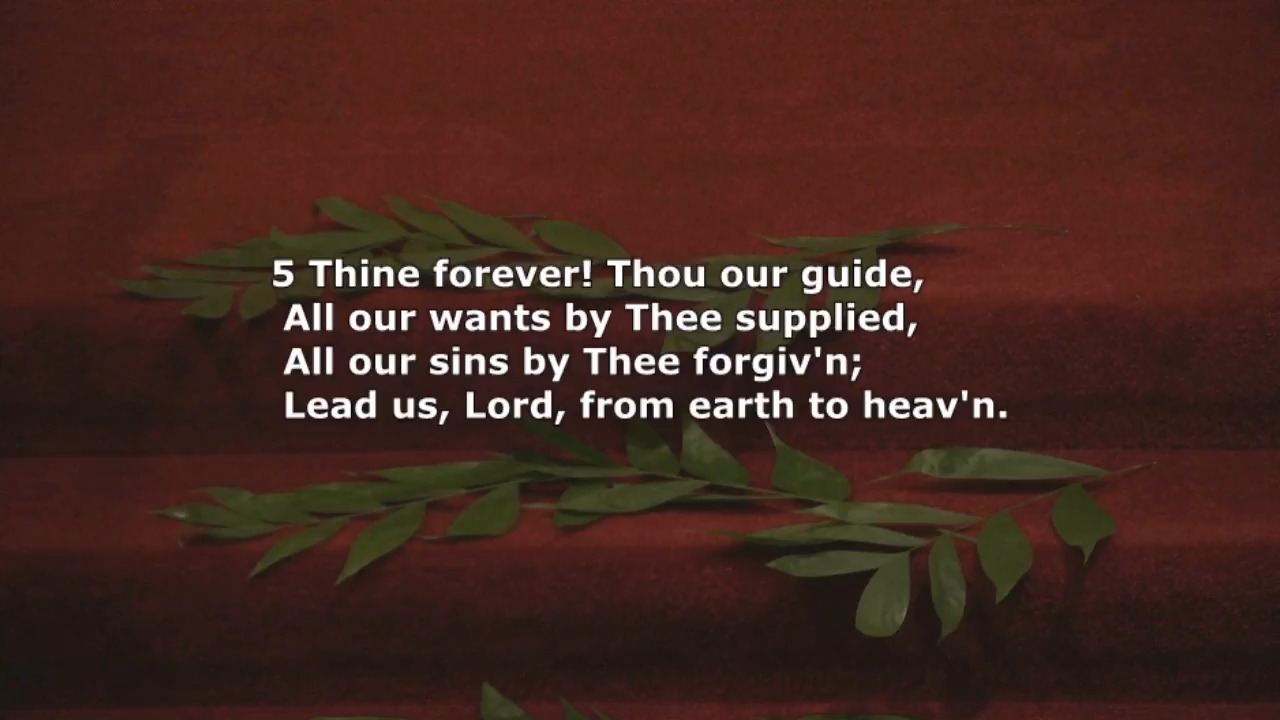 5 Thine forever! Thou our guide,
All our wants by Thee supplied,
All our sins by Thee forgiv'n;
Lead us, Lord, from earth to heav'n.